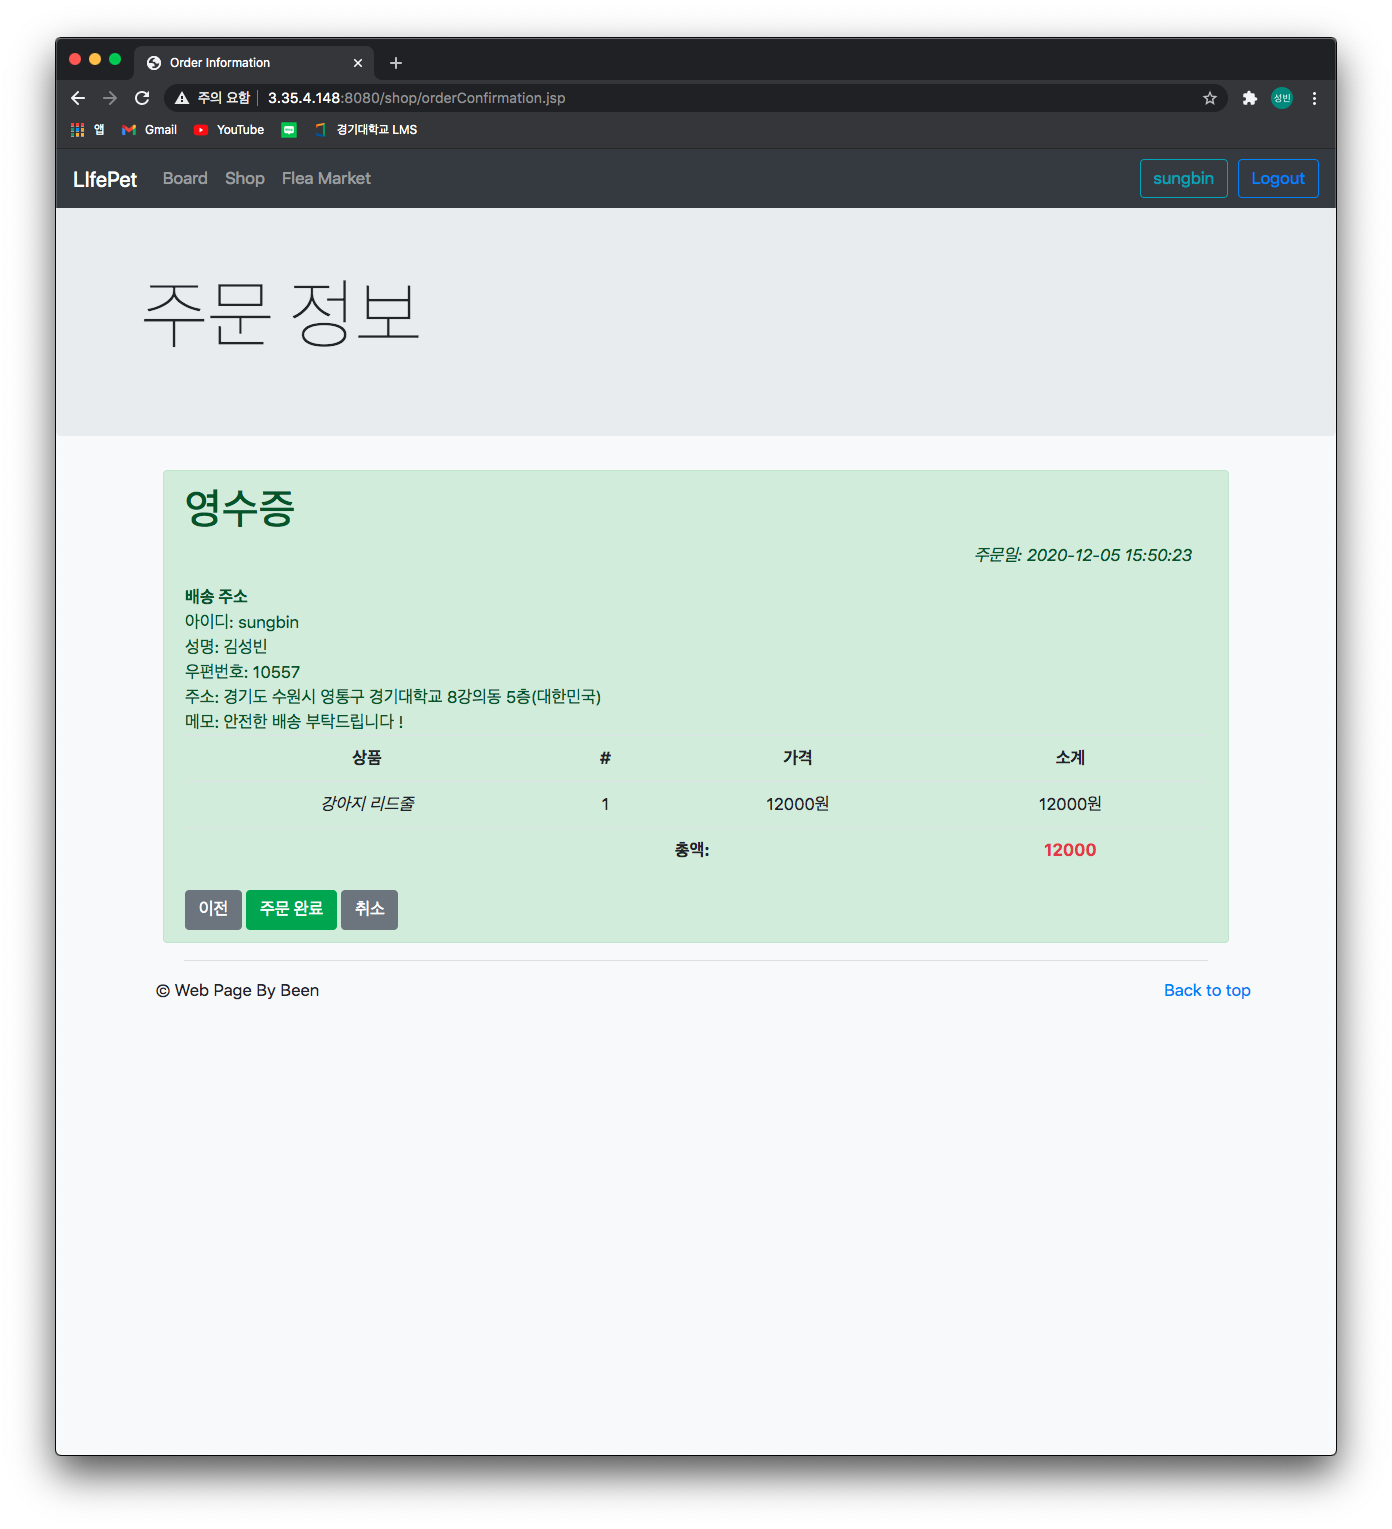 Order Information
주의 요함 3.35.4.148:8080/shop/orderConfirmation.jsp 성빈
앱 Gmail YouTube 경기대학교 LMS
LIfePet Board Shop Flea Market sungbin Logout
주문 정보
영수증
주문일: 2020-12-05 15:50:23
배송 주소
아이디: sungbin
성명: 김성빈
우편번호: 10557
주소: 경기도 수원시 영통구 경기대학교 8강의동 5층(대한민국)
메모: 안전한 배송 부탁드립니다 !
상품 # 가격 소계
강아지 리드줄 1 12000원 12000원
총액: 12000
이전 주문 완료 취소
© Web Page By Been Back to top